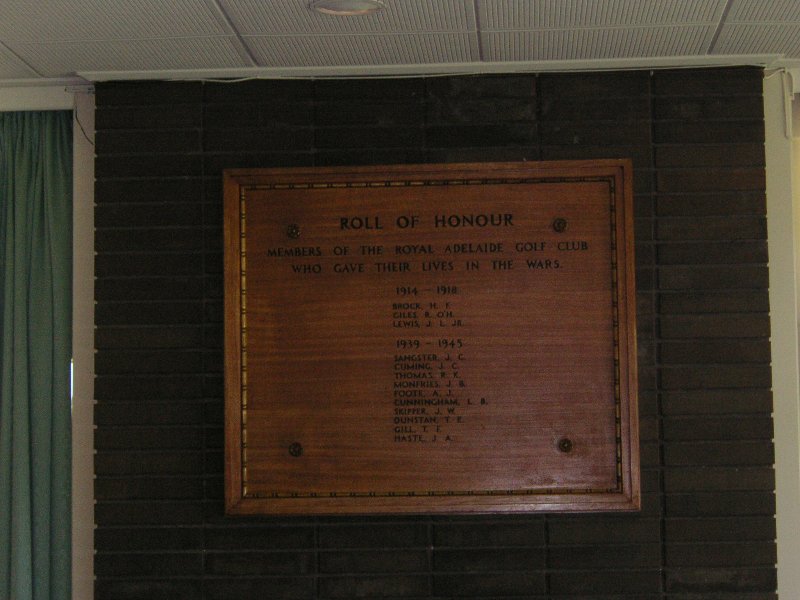 ROLL OF HONOUR
MEMBERS OF THE ROYAL ADELAIDE GOLF CLUB
WHO GAVE THEIR LIVES IN THE WARS.
1914 - 1918
BROCK, H. F.
GILES, R. O'H.
LEWIS, J. L. JR.
1939 - 1945
SANGSTER, J. C.
CUMING, J. C.
THOMAS, R. K.
MONFRIES, J. B.
FOOTE, A. J.
CUNNINGHAM, L. B.
SKIPPER, J. W.
DUNSTAN, T. E.
GILL, T. F.
HASTE, J. A.